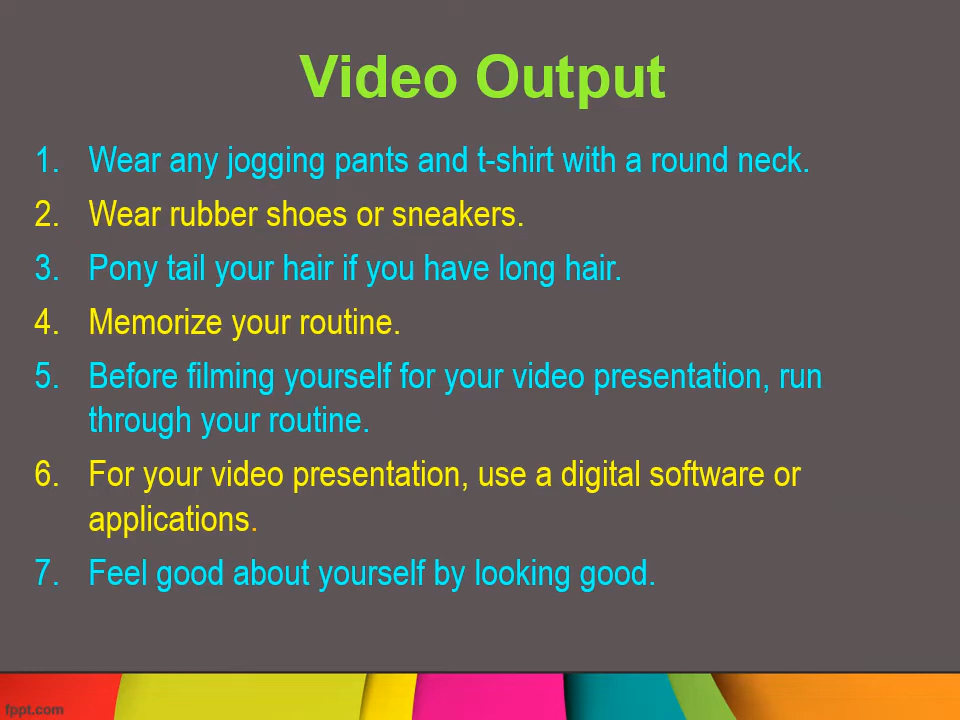 Video Output
1. Wear any jogging pants and t-shirt with a round neck.
2. Wear rubber shoes or sneakers.
3. Pony tail your hair if you have long hair.
4. Memorize your routine.
5. Before filming yourself for your video presentation, run
through your routine.
6. For your video presentation, use a digital software or
applications.
7. Feel good about yourself by looking good.
fppt.com